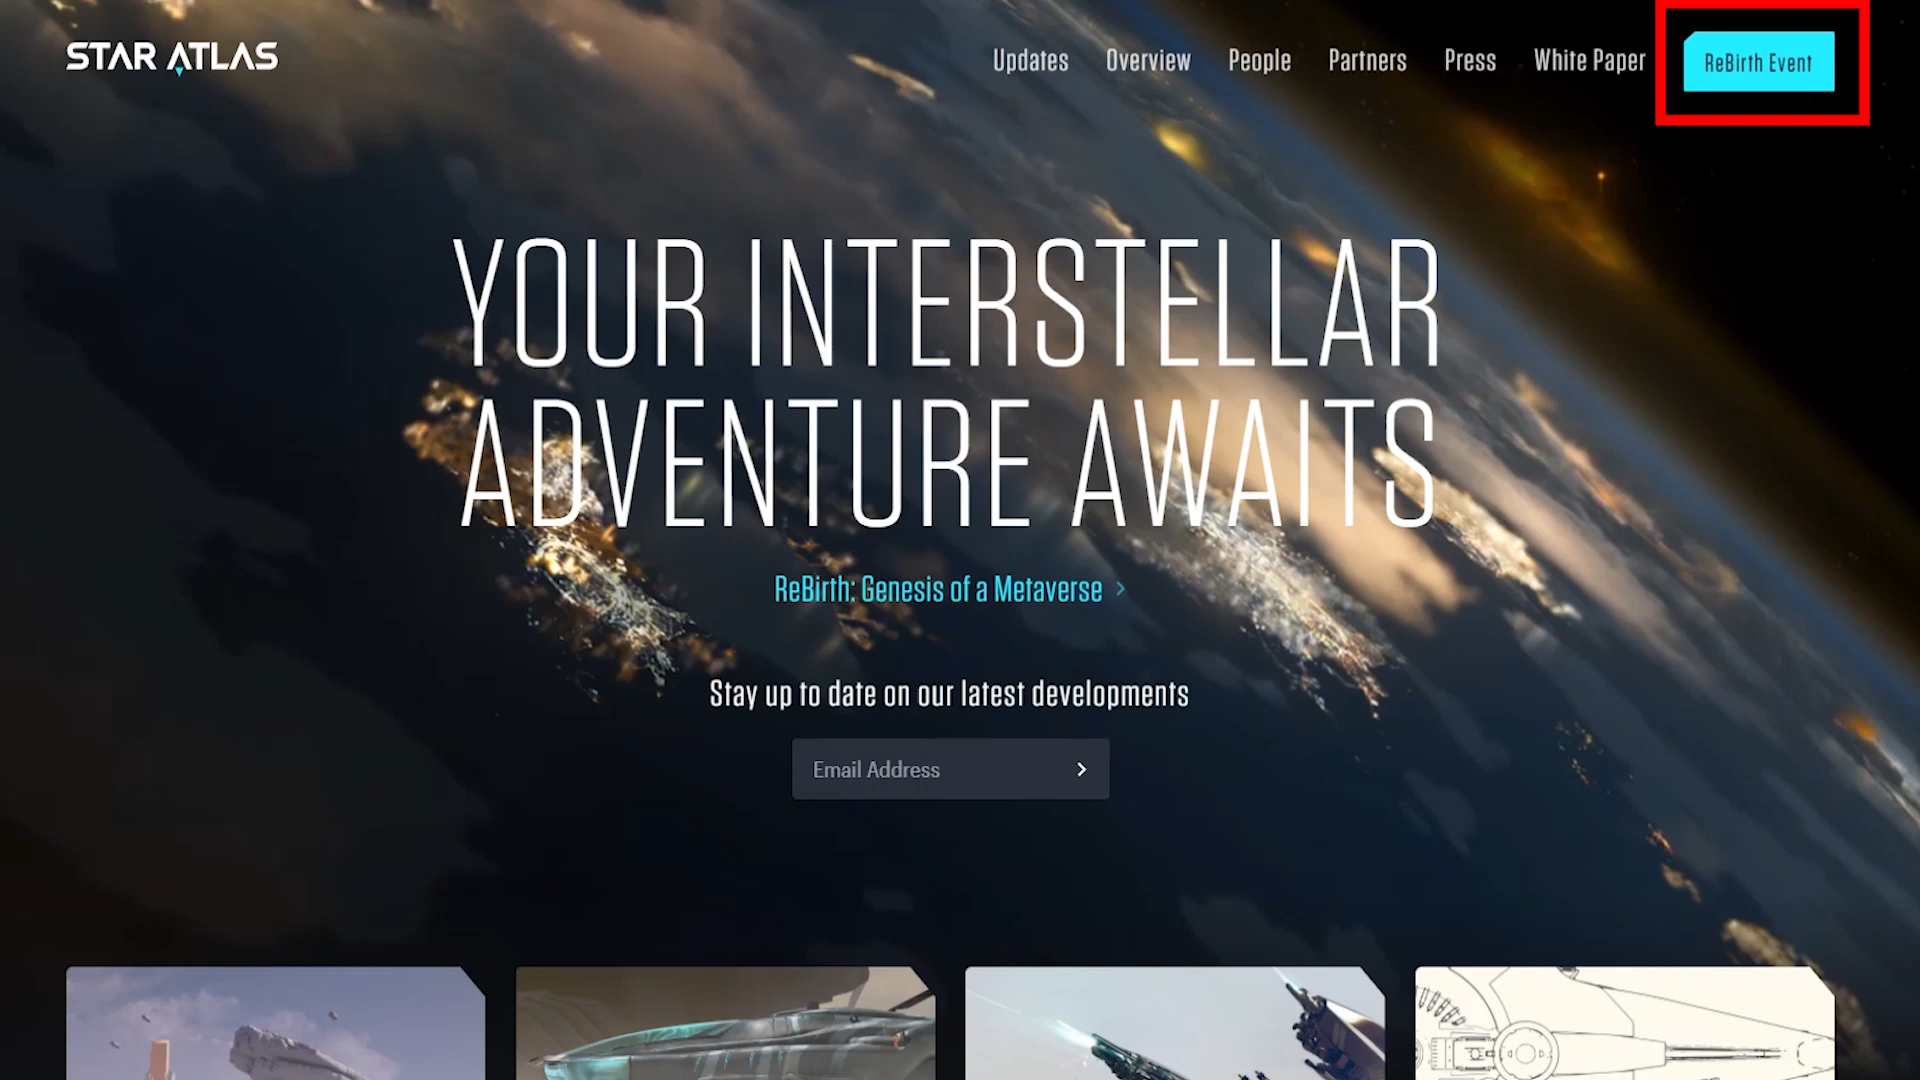 STAR ATLAS
Updates Overview People Partners Press White Paper ReBirth Event
YOUR INTERSTELLAR
ADVENTURE AWAITS
ReBirth: Genesis of a Metaverse >
Stay up to date on our latest developments
Email Address >